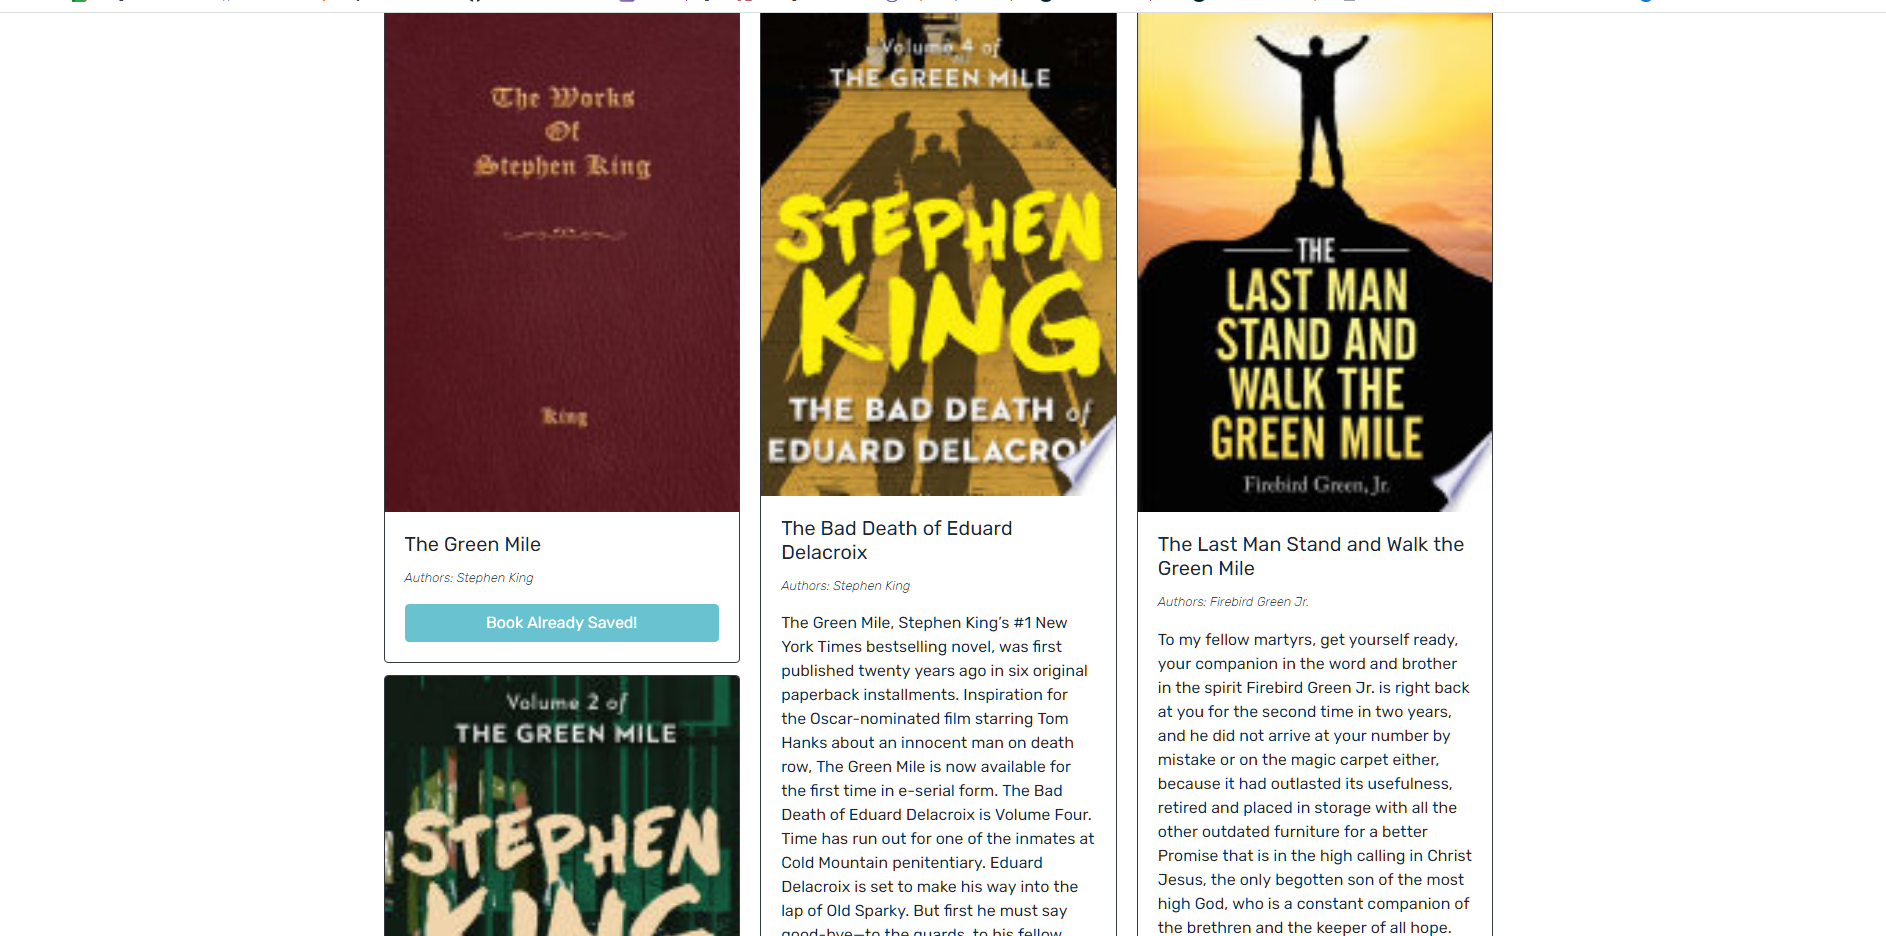 The Works
Of
Stephen King
King
The Green Mile
Authors: Stephen King
Book Already Saved!
Volume 2 of
THE GREEN MILE
STEPHEN
KING
Volume 4 of
THE GREEN MILE
STEPHEN
KING
THE BAD DEATH of
EDUARD DELACROI
The Bad Death of Eduard
Delacroix
Authors: Stephen King
The Green Mile, Stephen King’s #1 New
York Times bestselling novel, was first
published twenty years ago in six original
paperback installments. Inspiration for
the Oscar-nominated film starring Tom
Hanks about an innocent man on death
row, The Green Mile is now available for
the first time in e-serial form. The Bad
Death of Eduard Delacroix is Volume Four.
Time has run out for one of the inmates at
Cold Mountain penitentiary. Eduard
Delacroix is set to make his way into the
lap of Old Sparky. But first he must say
good-bye—to the guards, to his fellow
THE
LAST MAN
STAND AND
WALK THE
GREEN MILE
Firebird Green, Jr.
The Last Man Stand and Walk the
Green Mile
Authors: Firebird Green Jr.
To my fellow martyrs, get yourself ready,
your companion in the word and brother
in the spirit Firebird Green Jr. is right back
at you for the second time in two years,
and he did not arrive at your number by
mistake or on the magic carpet either,
because it had outlasted its usefulness,
retired and placed in storage with all the
other outdated furniture for a better
Promise that is in the high calling in Christ
Jesus, the only begotten son of the most
high God, who is a constant companion of
the brethren and the keeper of all hope.